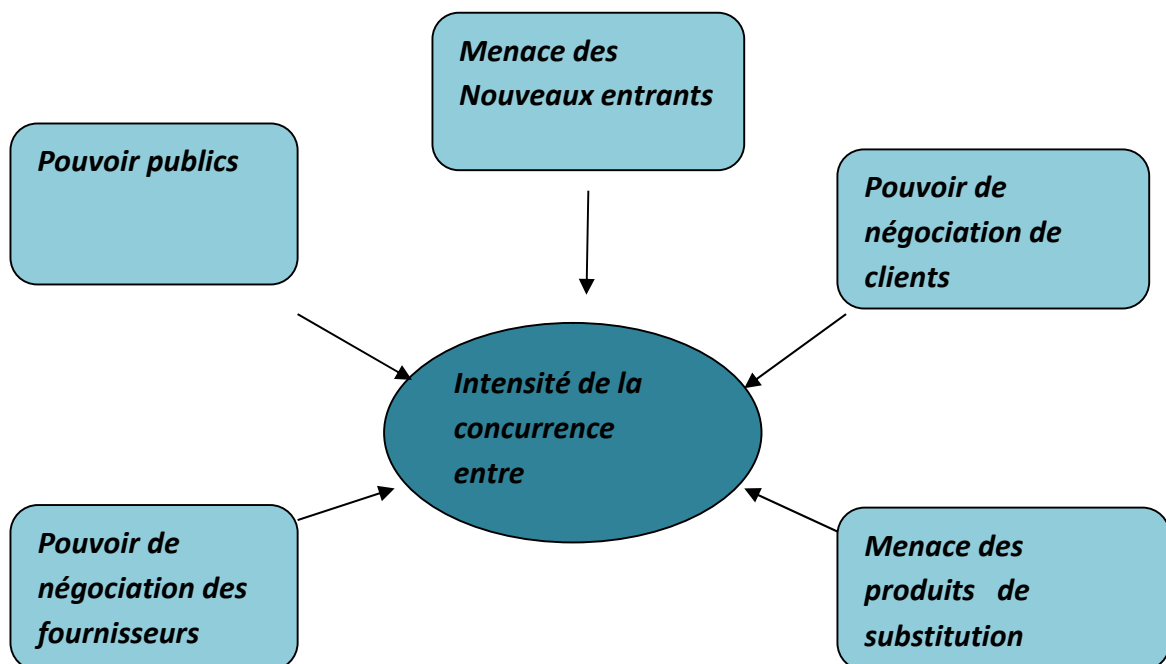 Menace des
Nouveaux entrants
Pouvoir publics
Pouvoir de
négociation de
clients
Intensité de la
concurrence
entre
Pouvoir de
négociation des
fournisseurs
Menace des
produits de
substitution